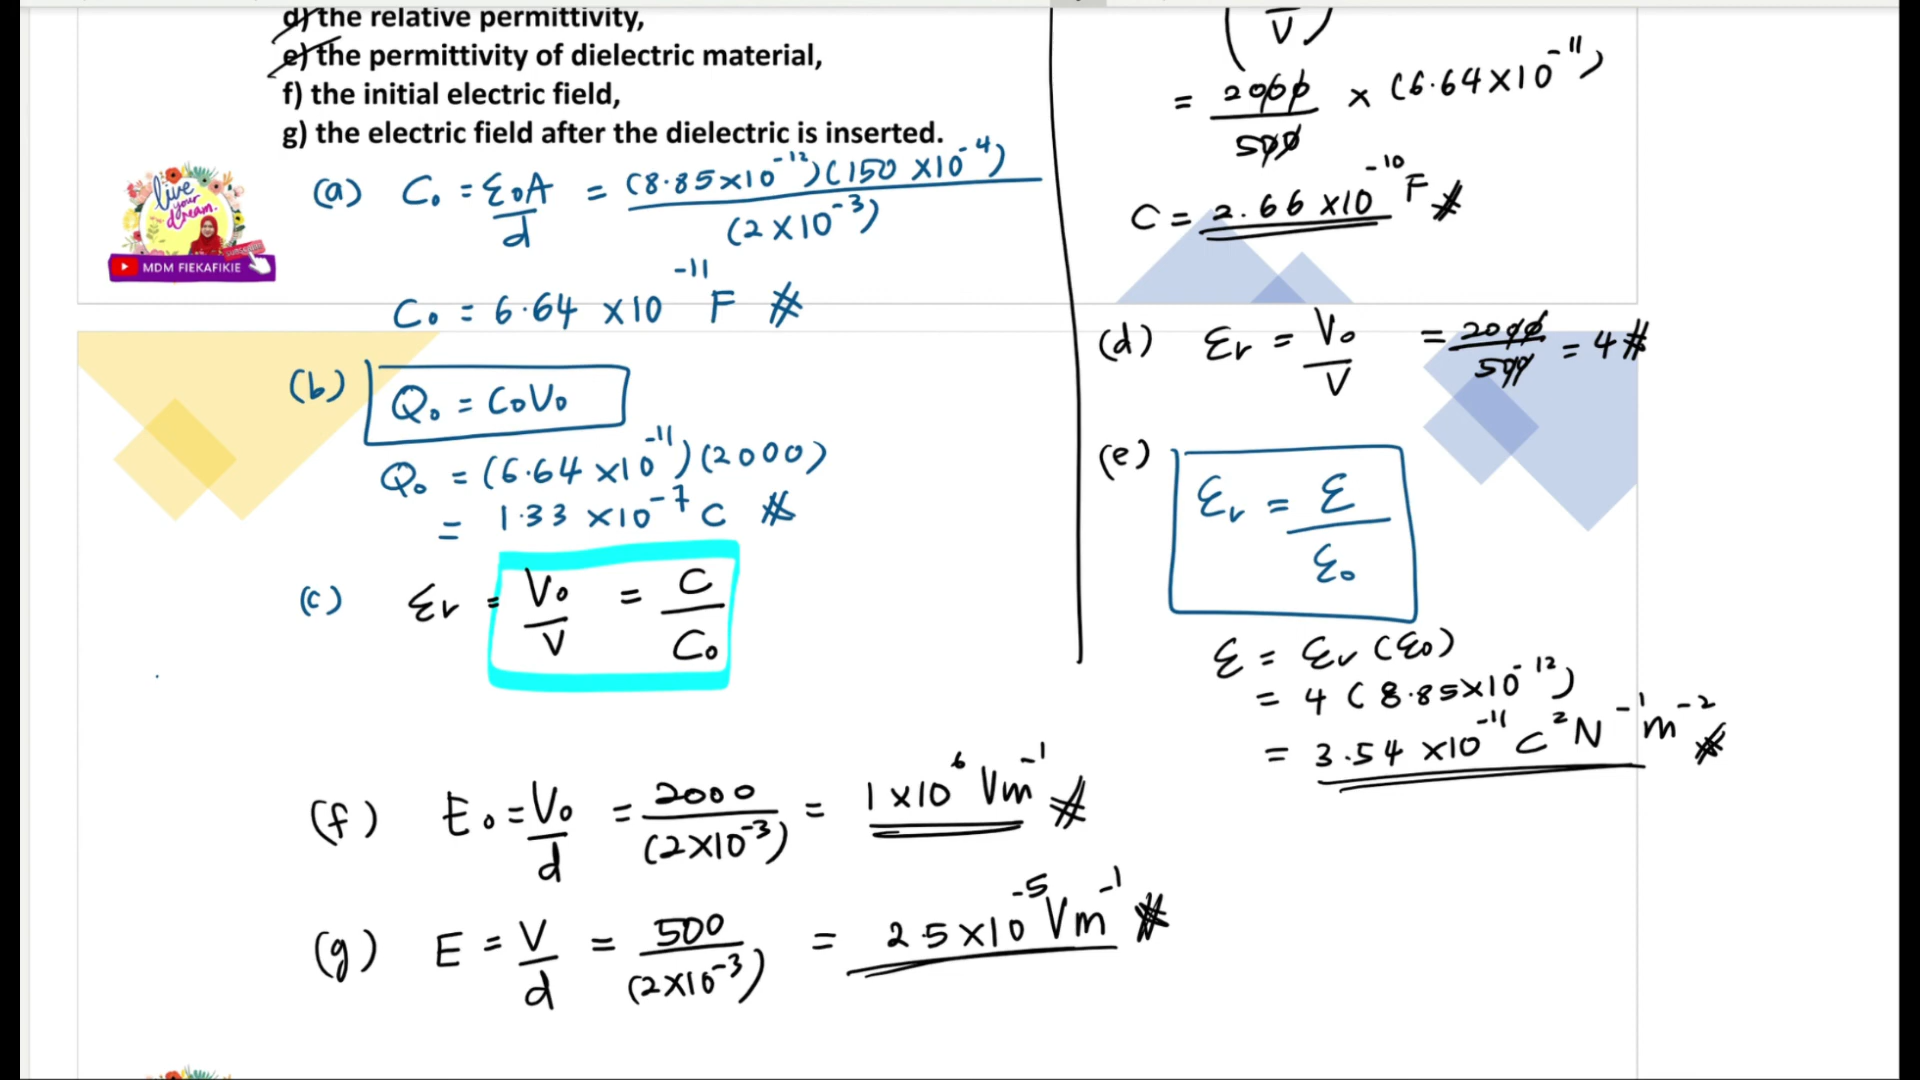 d) the relative permittivity,
e) the permittivity of dielectric material,
f) the initial electric field,
g) the electric field after the dielectric is inserted.
live your dream.
MDM FIEKAFIKIE
(a) C₀ = ε₀A/d = (8.85×10⁻¹²)(150×10⁻⁴)/(2×10⁻³)
C₀ = 6.64 ×10⁻¹¹ F #
(b) Q₀ = C₀V₀
Q₀ = (6.64×10⁻¹¹)(2000)
= 1.33×10⁻⁷ C #
(c) εr = V₀/V = C/C₀
V)
= 2000/500 × (6.64×10⁻¹¹)
C = 2.66×10⁻¹⁰ F #
(d) εr = V₀/V = 2000/500 = 4 #
(e) εr = ε/ε₀
ε = εr(ε₀)
= 4(8.85×10⁻¹²)
= 3.54×10⁻¹¹ C²N⁻¹m⁻² #
(f) E₀ = V₀/d = 2000/(2×10⁻³) = 1×10⁶ Vm⁻¹ #
(g) E = V/d = 500/(2×10⁻³) = 2.5×10⁻⁵ Vm⁻¹ #